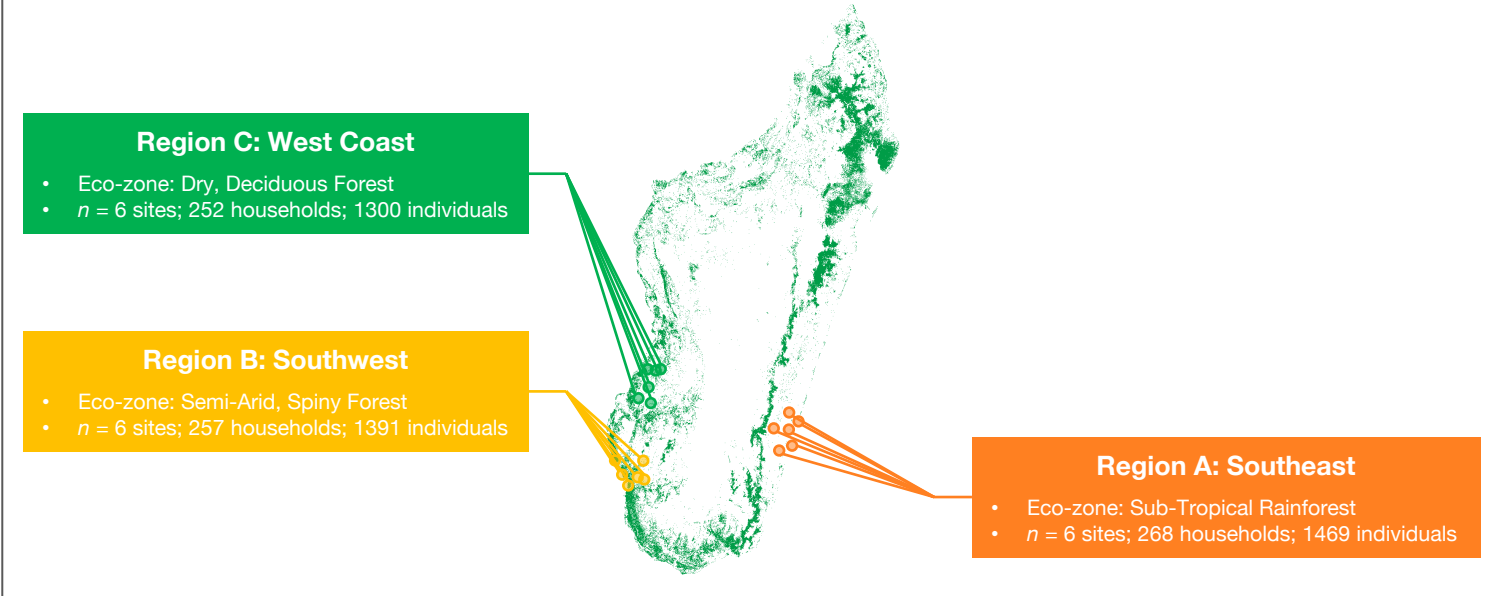 Region C: West Coast
• Eco-zone: Dry, Deciduous Forest
• n = 6 sites; 252 households; 1300 individuals
Region B: Southwest
• Eco-zone: Semi-Arid, Spiny Forest
• n = 6 sites; 257 households; 1391 individuals
Region A: Southeast
• Eco-zone: Sub-Tropical Rainforest
• n = 6 sites; 268 households; 1469 individuals